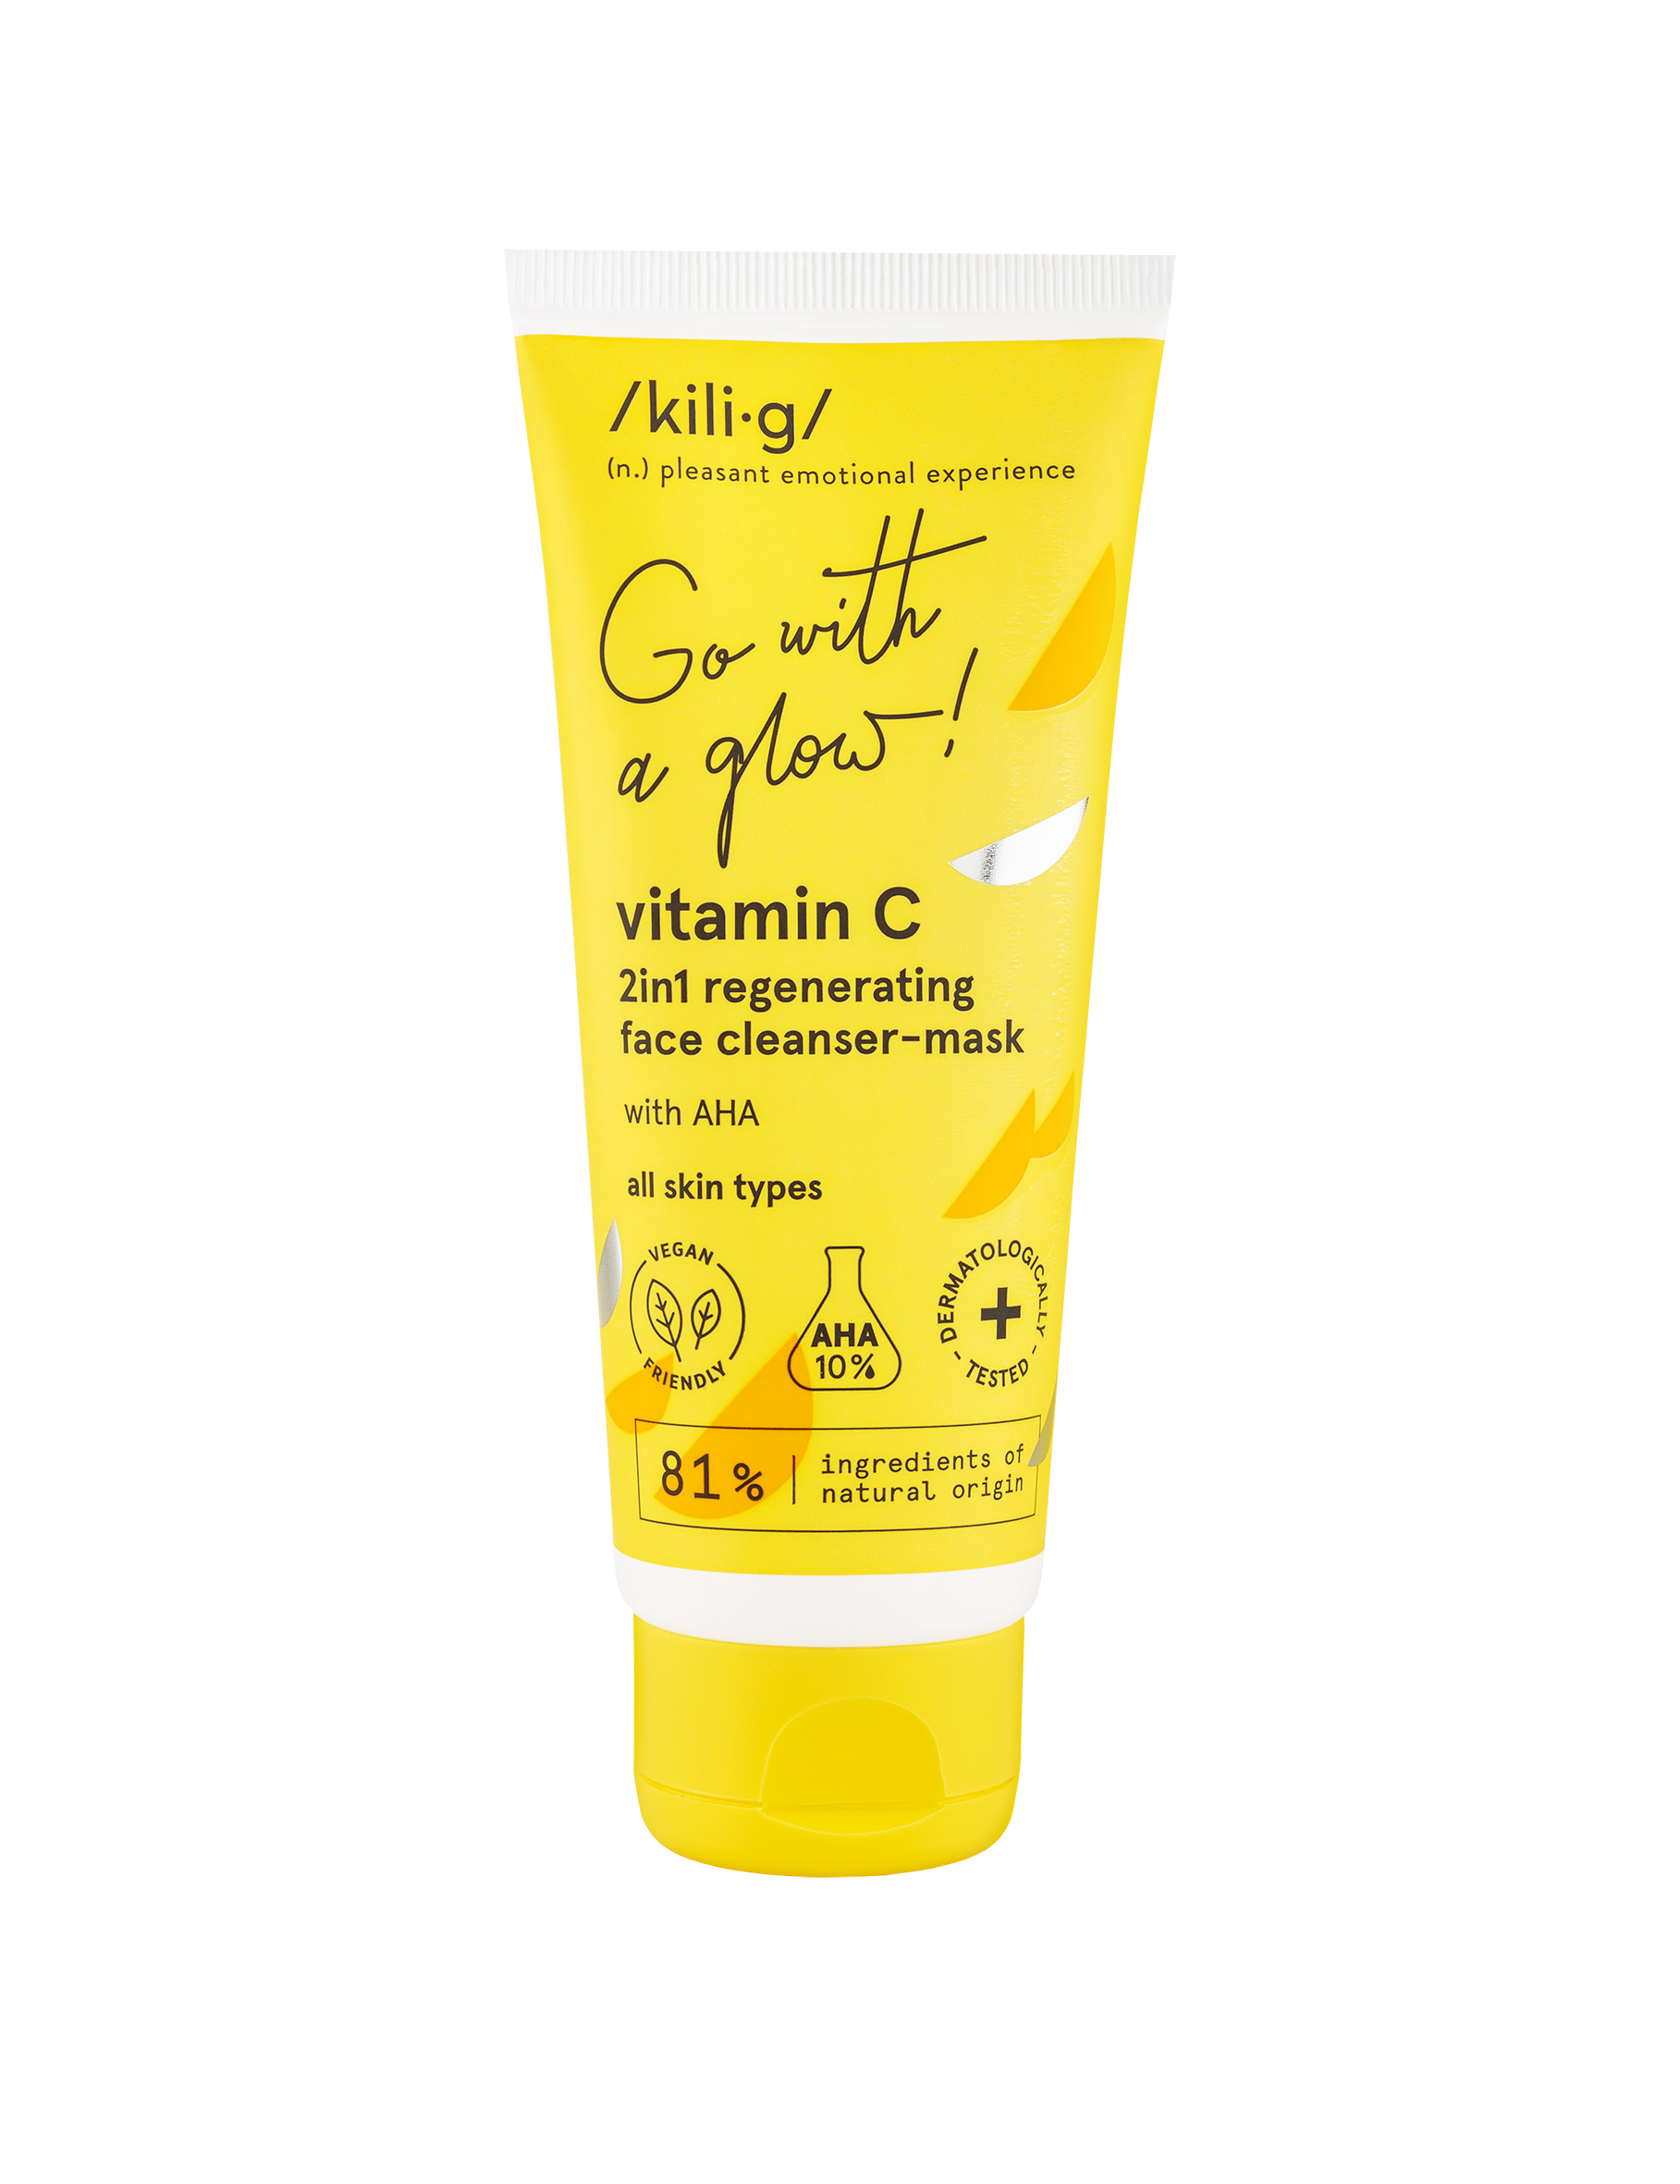 /kili·g/
(n.) pleasant emotional experience
Go with
a glow!
vitamin C
2in1 regenerating
face cleanser-mask
with AHA
all skin types
VEGAN
FRIENDLY
AHA
10%
DERMATOLOGICALLY
- TESTED -
81% | ingredients of
natural origin